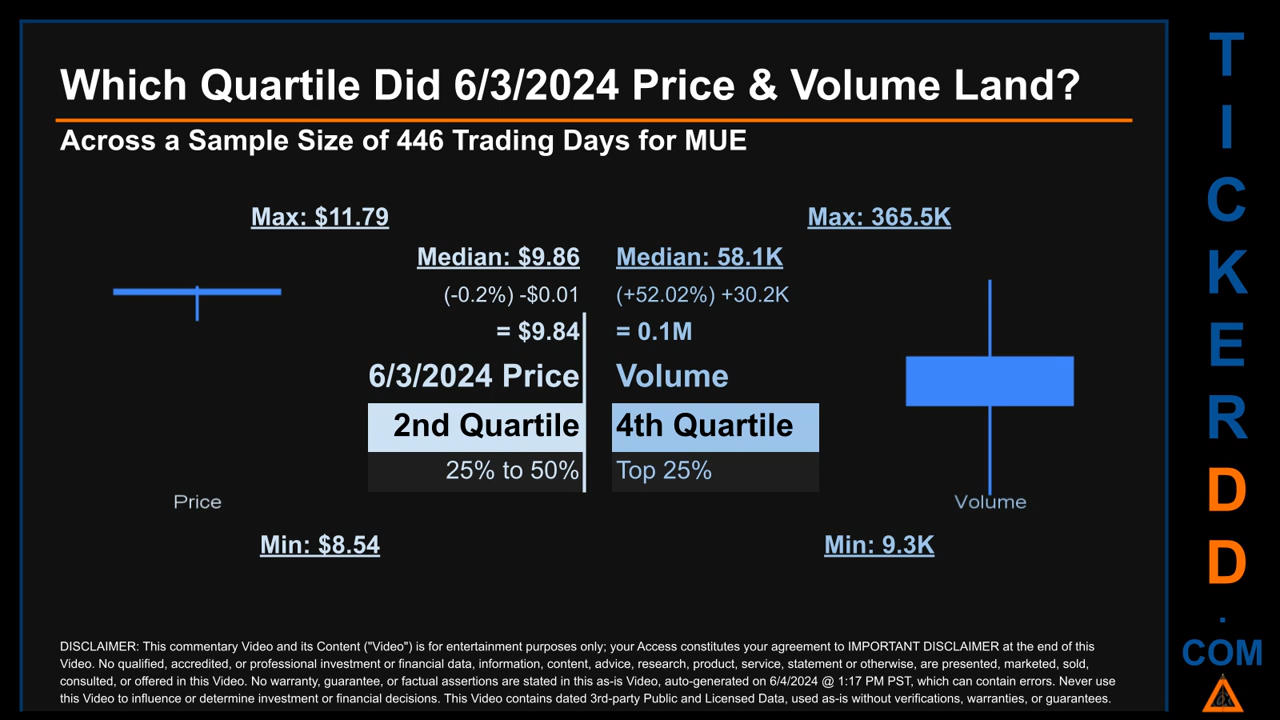 Which Quartile Did 6/3/2024 Price & Volume Land?
Across a Sample Size of 446 Trading Days for MUE
Max: $11.79
Max: 365.5K
Median: $9.86
Median: 58.1K
(-0.2%) -$0.01
(+52.02%) +30.2K
= $9.84
= 0.1M
6/3/2024 Price
Volume
2nd Quartile
4th Quartile
25% to 50%
Top 25%
Price
Volume
Min: $8.54
Min: 9.3K
DISCLAIMER: This commentary Video and its Content ("Video") is for entertainment purposes only; your Access constitutes your agreement to IMPORTANT DISCLAIMER at the end of this
Video. No qualified, accredited, or professional investment or financial data, information, content, advice, research, product, service, statement or otherwise, are presented, marketed, sold,
consulted, or offered in this Video. No warranty, guarantee, or factual assertions are stated in this as-is Video, auto-generated on 6/4/2024 @ 1:17 PM PST, which can contain errors. Never use
this Video to influence or determine investment or financial decisions. This Video contains dated 3rd-party Public and Licensed Data, used as-is without verifications, warranties, or guarantees.
T
I
C
K
E
R
D
D
.
COM